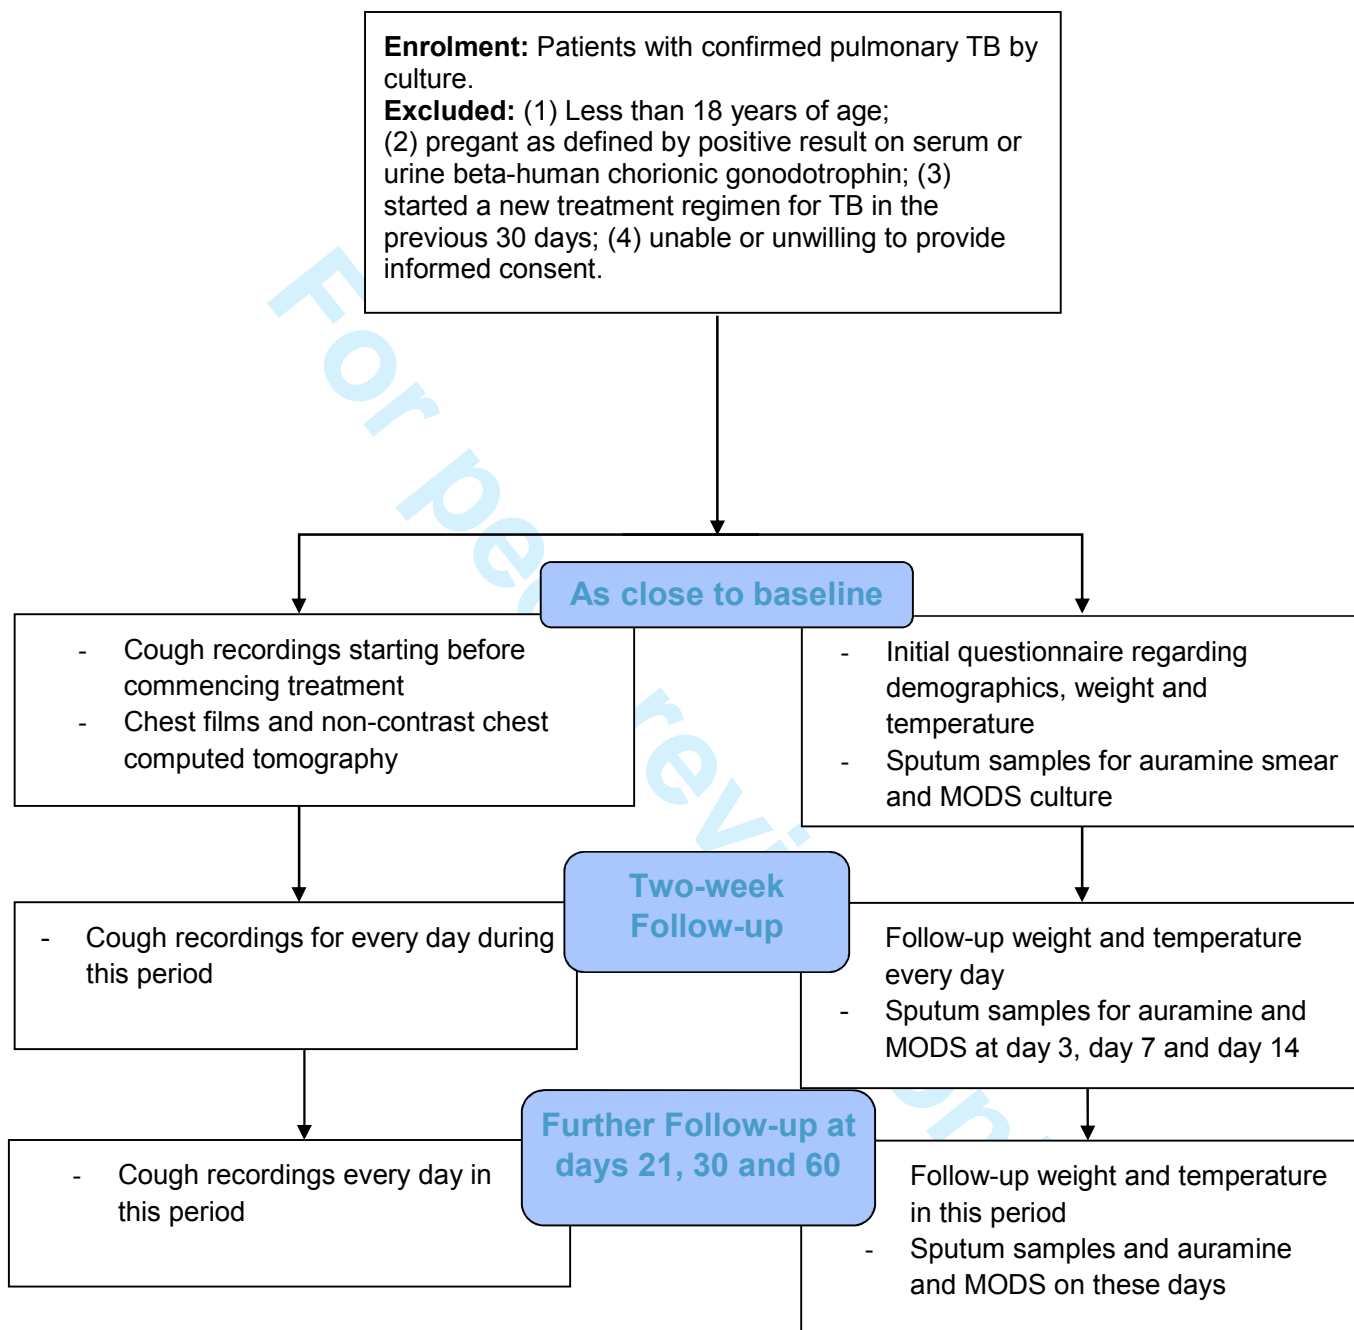 Enrolment: Patients with confirmed pulmonary TB by
culture.
Excluded: (1) Less than 18 years of age;
(2) pregant as defined by positive result on serum or
urine beta-human chorionic gonodotrophin; (3)
started a new treatment regimen for TB in the
previous 30 days; (4) unable or unwilling to provide
informed consent.
As close to baseline
- Cough recordings starting before
commencing treatment
- Chest films and non-contrast chest
computed tomography
- Initial questionnaire regarding
demographics, weight and
temperature
- Sputum samples for auramine smear
and MODS culture
Two-week
Follow-up
- Cough recordings for every day during
this period
Follow-up weight and temperature
every day
- Sputum samples for auramine and
MODS at day 3, day 7 and day 14
Further Follow-up at
days 21, 30 and 60
- Cough recordings every day in
this period
Follow-up weight and temperature
in this period
- Sputum samples and auramine
and MODS on these days
For pe
revi